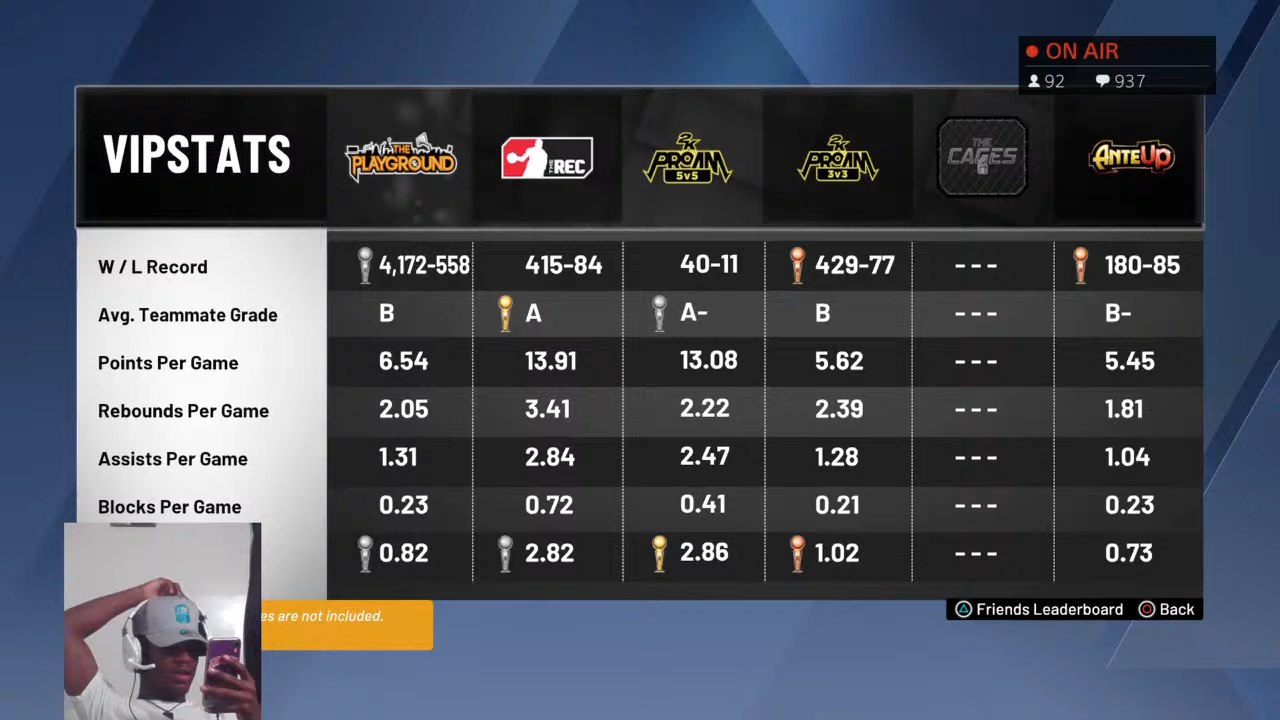 ON AIR
92 937
VIPSTATS
THE PLAYGROUND
THE REC
2K PROAM 5v5
2K PROAM 3v3
THE CAGES
ANTE UP
W / L Record 4,172-558 415-84 40-11 429-77 --- 180-85
Avg. Teammate Grade B A A- B --- B-
Points Per Game 6.54 13.91 13.08 5.62 --- 5.45
Rebounds Per Game 2.05 3.41 2.22 2.39 --- 1.81
Assists Per Game 1.31 2.84 2.47 1.28 --- 1.04
Blocks Per Game 0.23 0.72 0.41 0.21 --- 0.23
0.82 2.82 2.86 1.02 --- 0.73
es are not included.
Friends Leaderboard Back